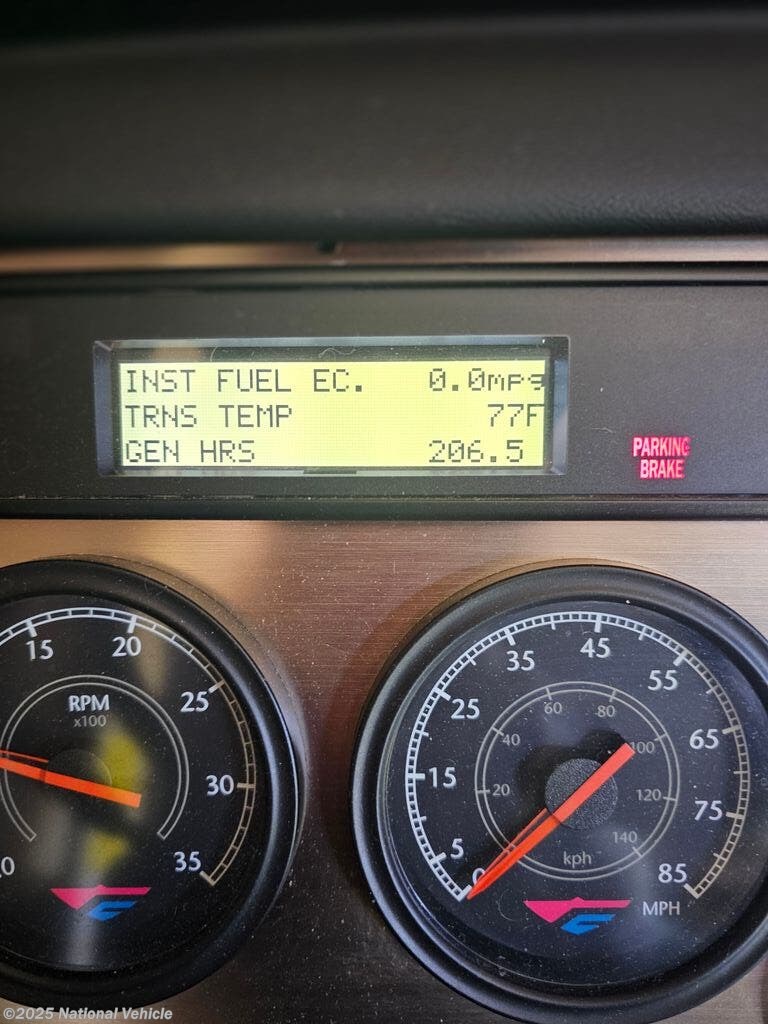 INST FUEL EC. 0.0mpg
TRNS TEMP 77F
GEN HRS 206.5
PARKING
BRAKE
15 20 25 30 35
RPM
x100
0 5 15 25 35 45 55 65 75 85
20 40 60 80 100 120 140
kph
MPH
©2025 National Vehicle